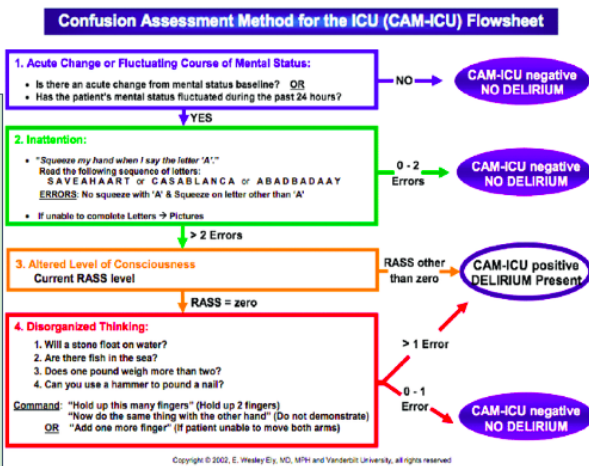 Confusion Assessment Method for the ICU (CAM-ICU) Flowsheet
1. Acute Change or Fluctuating Course of Mental Status:
• Is there an acute change from mental status baseline? OR
• Has the patient's mental status fluctuated during the past 24 hours?
NO
CAM-ICU negative
NO DELIRIUM
YES
2. Inattention:
• "Squeeze my hand when I say the letter 'A'."
Read the following sequence of letters:
S A V E A H A A R T or C A S A B L A N C A or A B A D B A D A A Y
ERRORS: No squeeze with 'A' & Squeeze on letter other than 'A'
• If unable to complete Letters → Pictures
0 - 2
Errors
CAM-ICU negative
NO DELIRIUM
> 2 Errors
3. Altered Level of Consciousness
Current RASS level
RASS other
than zero
CAM-ICU positive
DELIRIUM Present
RASS = zero
4. Disorganized Thinking:
1. Will a stone float on water?
2. Are there fish in the sea?
3. Does one pound weigh more than two?
4. Can you use a hammer to pound a nail?
Command: "Hold up this many fingers" (Hold up 2 fingers)
"Now do the same thing with the other hand" (Do not demonstrate)
OR "Add one more finger" (If patient unable to move both arms)
> 1 Error
0 - 1
Error
CAM-ICU negative
NO DELIRIUM
Copyright © 2002, E. Wesley Ely, MD, MPH and Vanderbilt University, all rights reserved